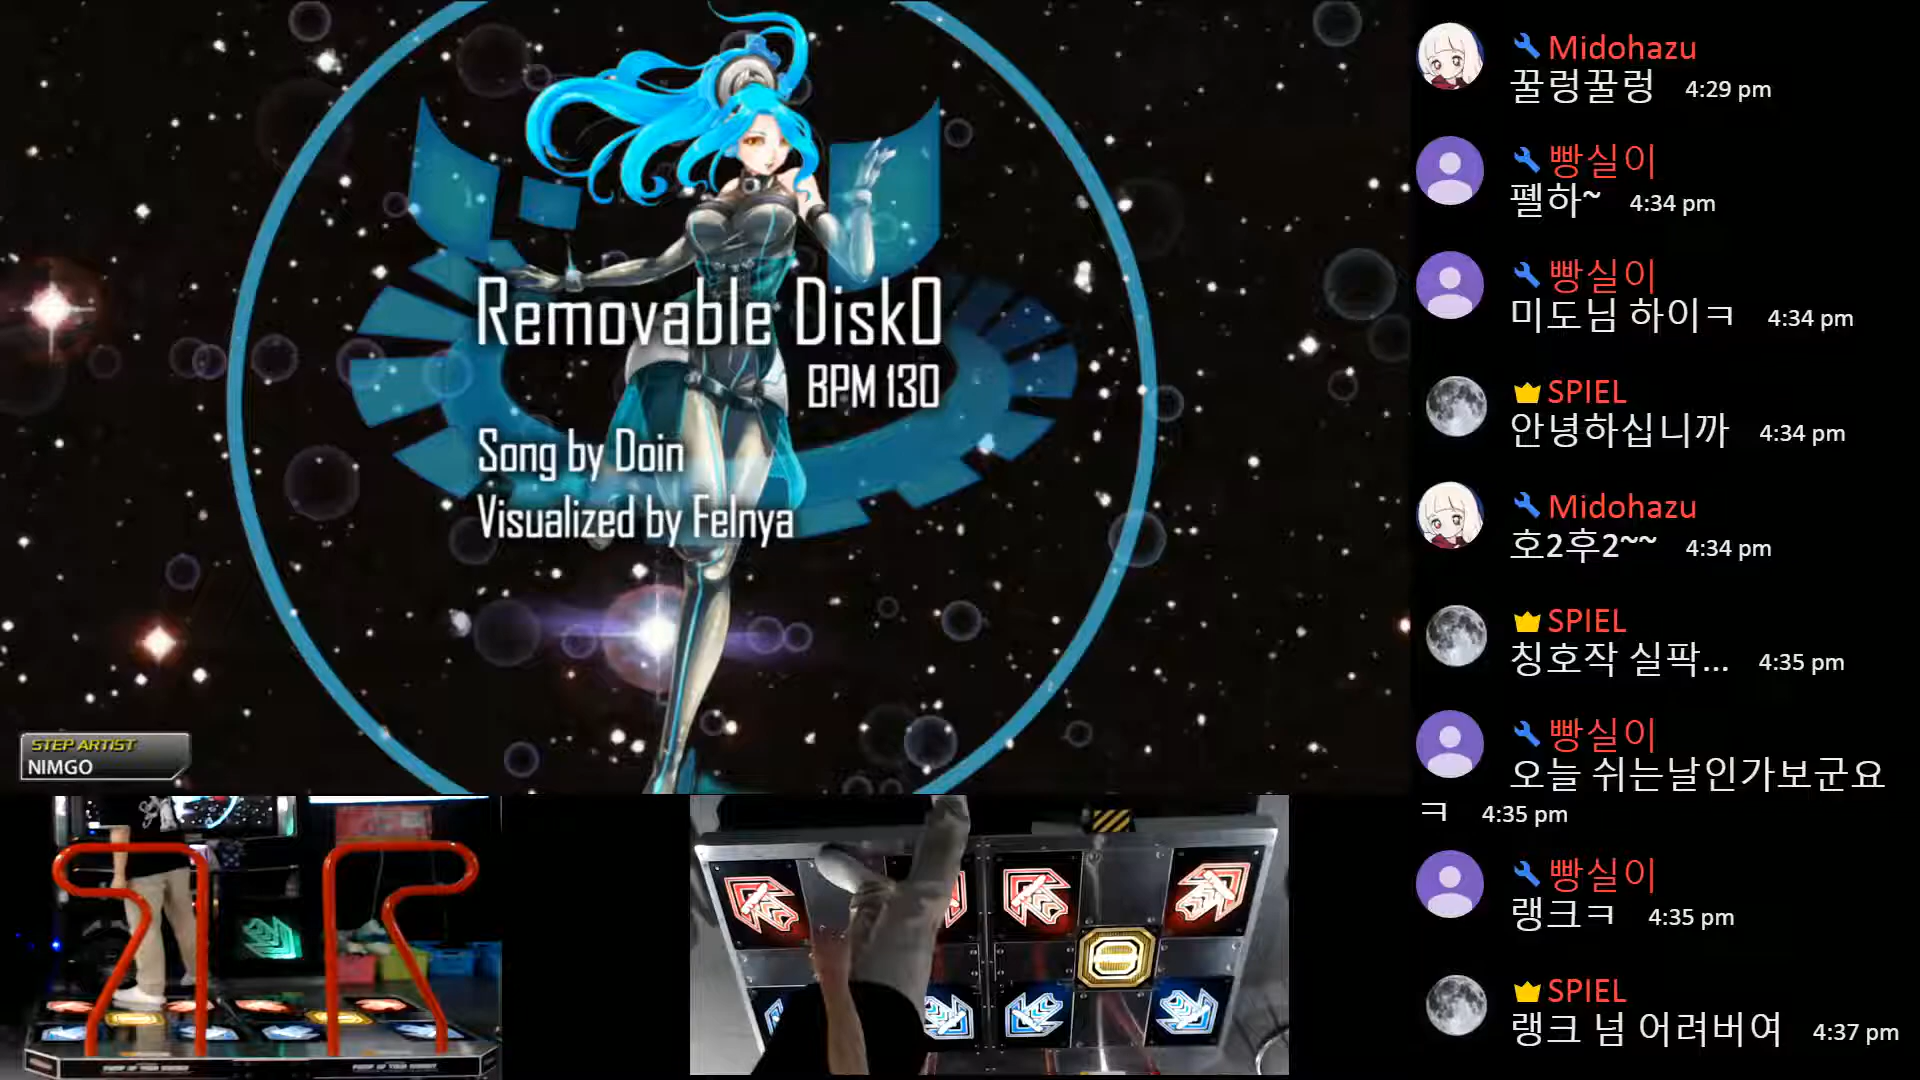 Removable Disk0
BPM 130
Song by Doin
Visualized by Felnya
STEP ARTIST
NIMGO
Midohazu
꿀렁꿀렁 4:29 pm
빵실이
펠하~ 4:34 pm
빵실이
미도님 하이ㅋ 4:34 pm
SPIEL
안녕하십니까 4:34 pm
Midohazu
호2후2~~ 4:34 pm
SPIEL
칭호작 실팍... 4:35 pm
빵실이
오늘 쉬는날인가보군요
ㅋ 4:35 pm
빵실이
랭크ㅋ 4:35 pm
SPIEL
랭크 넘 어려버여 4:37 pm